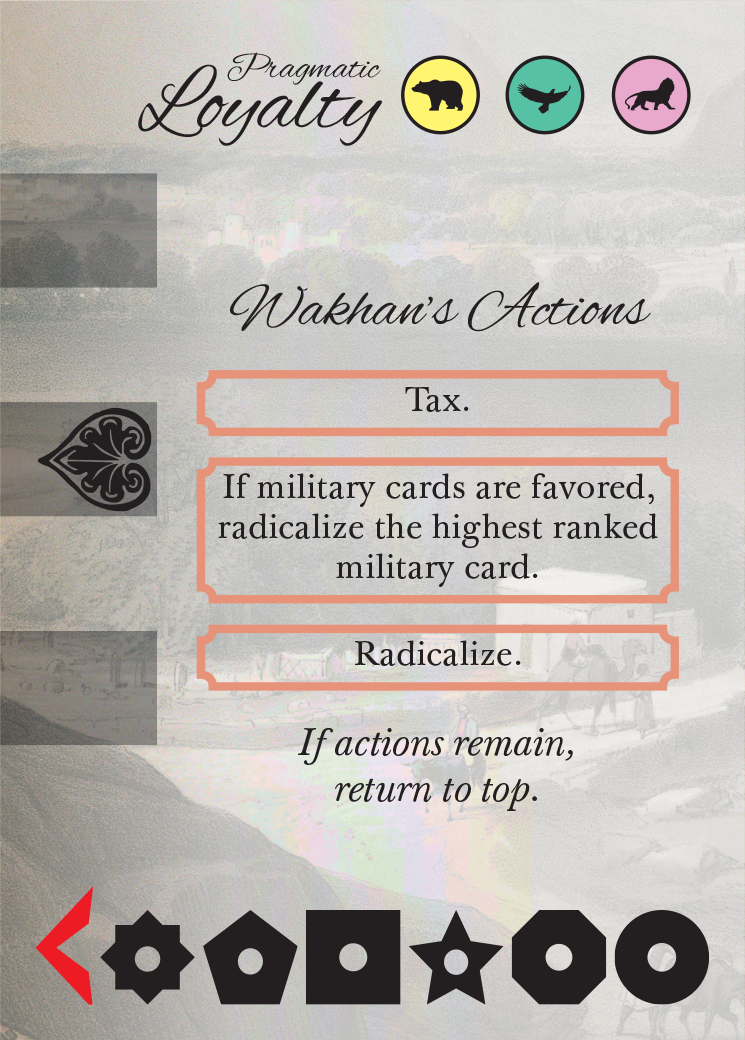 Pragmatic
Loyalty
Wakhan's Actions
Tax.
If military cards are favored,
radicalize the highest ranked
military card.
Radicalize.
If actions remain,
return to top.